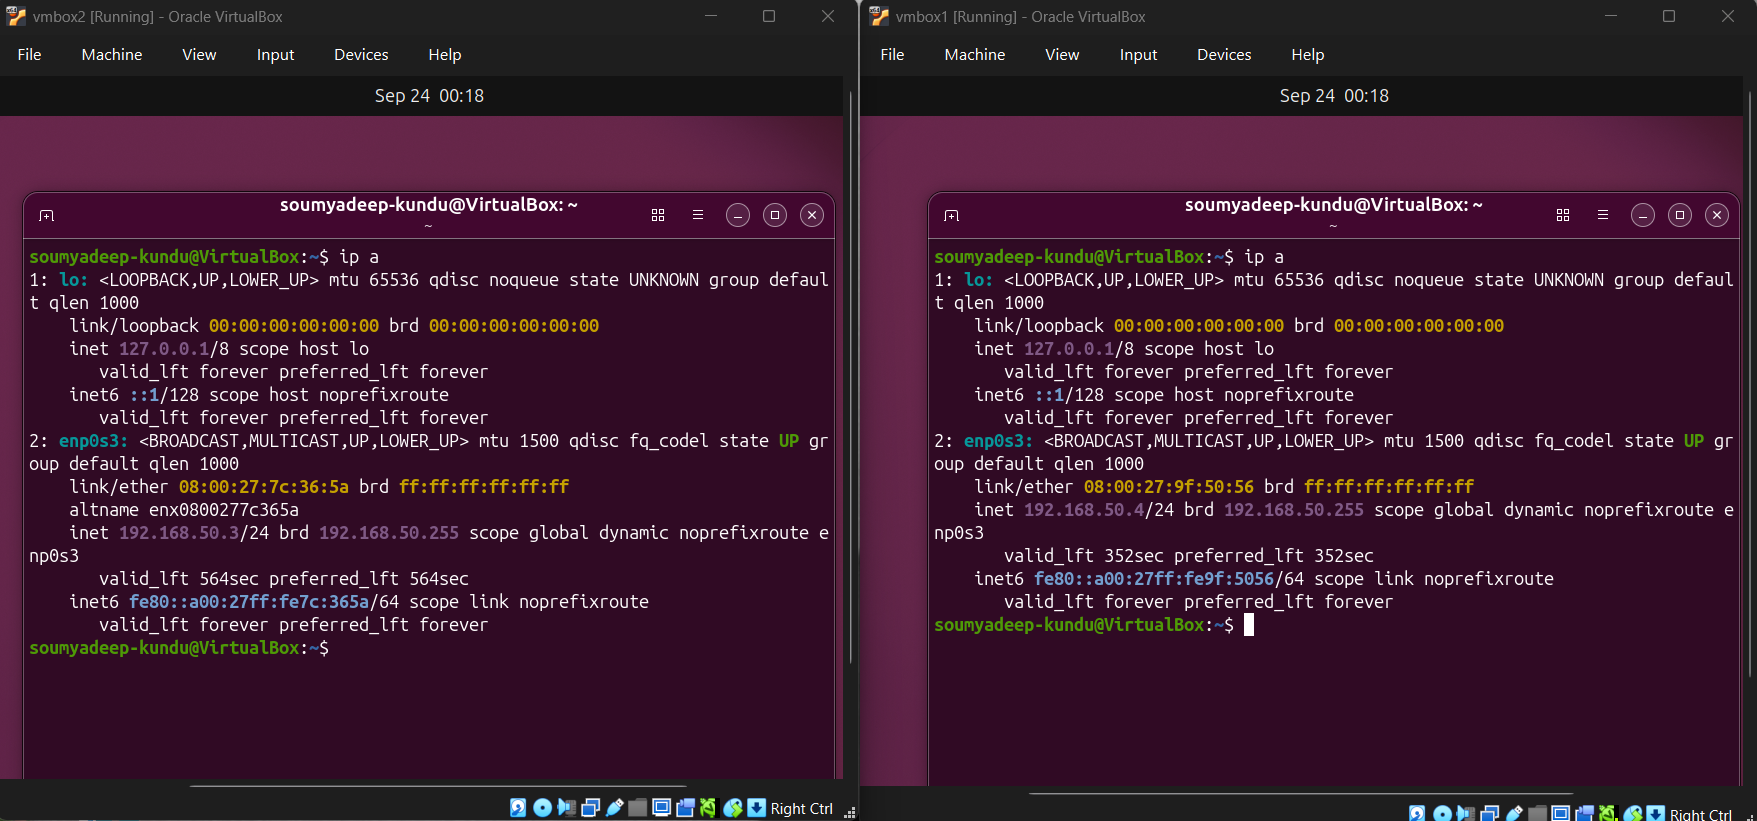 vmbox2 [Running] - Oracle VirtualBox
File Machine View Input Devices Help
Sep 24 00:18
soumyadeep-kundu@VirtualBox: ~
~
soumyadeep-kundu@VirtualBox:~$ ip a
1: lo: <LOOPBACK,UP,LOWER_UP> mtu 65536 qdisc noqueue state UNKNOWN group defaul
t qlen 1000
    link/loopback 00:00:00:00:00:00 brd 00:00:00:00:00:00
    inet 127.0.0.1/8 scope host lo
       valid_lft forever preferred_lft forever
    inet6 ::1/128 scope host noprefixroute
       valid_lft forever preferred_lft forever
2: enp0s3: <BROADCAST,MULTICAST,UP,LOWER_UP> mtu 1500 qdisc fq_codel state UP gr
oup default qlen 1000
    link/ether 08:00:27:7c:36:5a brd ff:ff:ff:ff:ff:ff
    altname enx0800277c365a
    inet 192.168.50.3/24 brd 192.168.50.255 scope global dynamic noprefixroute e
np0s3
       valid_lft 564sec preferred_lft 564sec
    inet6 fe80::a00:27ff:fe7c:365a/64 scope link noprefixroute
       valid_lft forever preferred_lft forever
soumyadeep-kundu@VirtualBox:~$
Right Ctrl
vmbox1 [Running] - Oracle VirtualBox
File Machine View Input Devices Help
Sep 24 00:18
soumyadeep-kundu@VirtualBox: ~
~
soumyadeep-kundu@VirtualBox:~$ ip a
1: lo: <LOOPBACK,UP,LOWER_UP> mtu 65536 qdisc noqueue state UNKNOWN group defaul
t qlen 1000
    link/loopback 00:00:00:00:00:00 brd 00:00:00:00:00:00
    inet 127.0.0.1/8 scope host lo
       valid_lft forever preferred_lft forever
    inet6 ::1/128 scope host noprefixroute
       valid_lft forever preferred_lft forever
2: enp0s3: <BROADCAST,MULTICAST,UP,LOWER_UP> mtu 1500 qdisc fq_codel state UP gr
oup default qlen 1000
    link/ether 08:00:27:9f:50:56 brd ff:ff:ff:ff:ff:ff
    inet 192.168.50.4/24 brd 192.168.50.255 scope global dynamic noprefixroute e
np0s3
       valid_lft 352sec preferred_lft 352sec
    inet6 fe80::a00:27ff:fe9f:5056/64 scope link noprefixroute
       valid_lft forever preferred_lft forever
soumyadeep-kundu@VirtualBox:~$
Right Ctrl